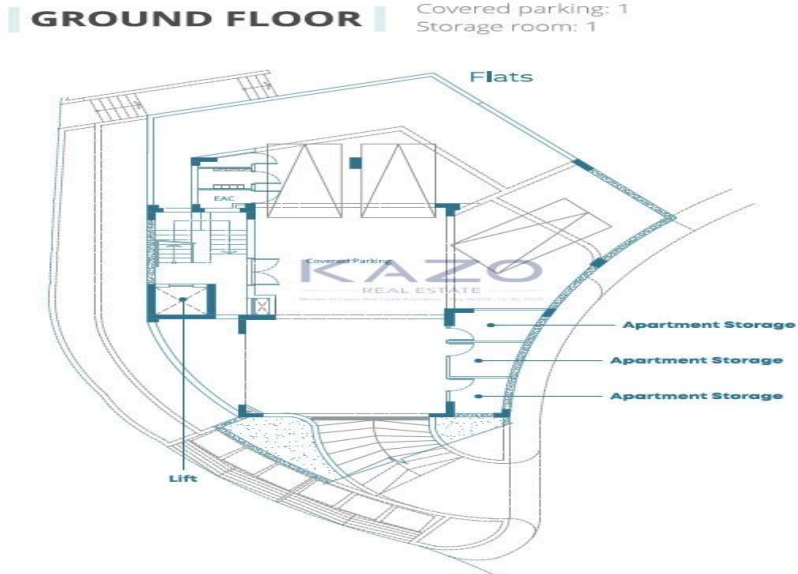 GROUND FLOOR
Covered parking: 1
Storage room: 1
Flats
EAC
Covered Parking
KAZO
REAL ESTATE
Apartment Storage
Apartment Storage
Apartment Storage
Lift